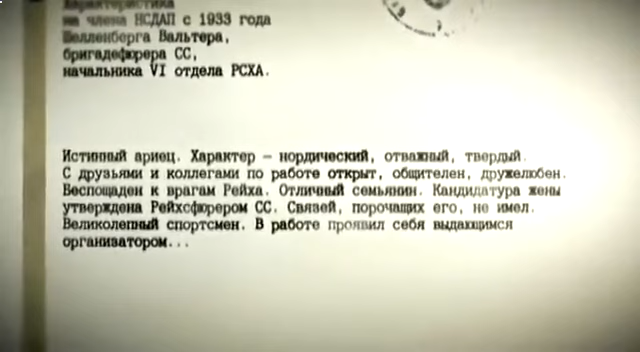 Характеристика
на члена НСДАП с 1933 года
Шелленберга Вальтера,
бригадефюрера СС,
начальника VI отдела РСХА.
Истинный ариец. Характер – нордический, отважный, твердый.
С друзьями и коллегами по работе открыт, общителен, дружелюбен.
Беспощаден к врагам Рейха. Отличный семьянин. Кандидатура жены
утверждена Рейхсфюрером СС. Связей, порочащих его, не имел.
Великолепный спортсмен. В работе проявил себя выдающимся
организатором...